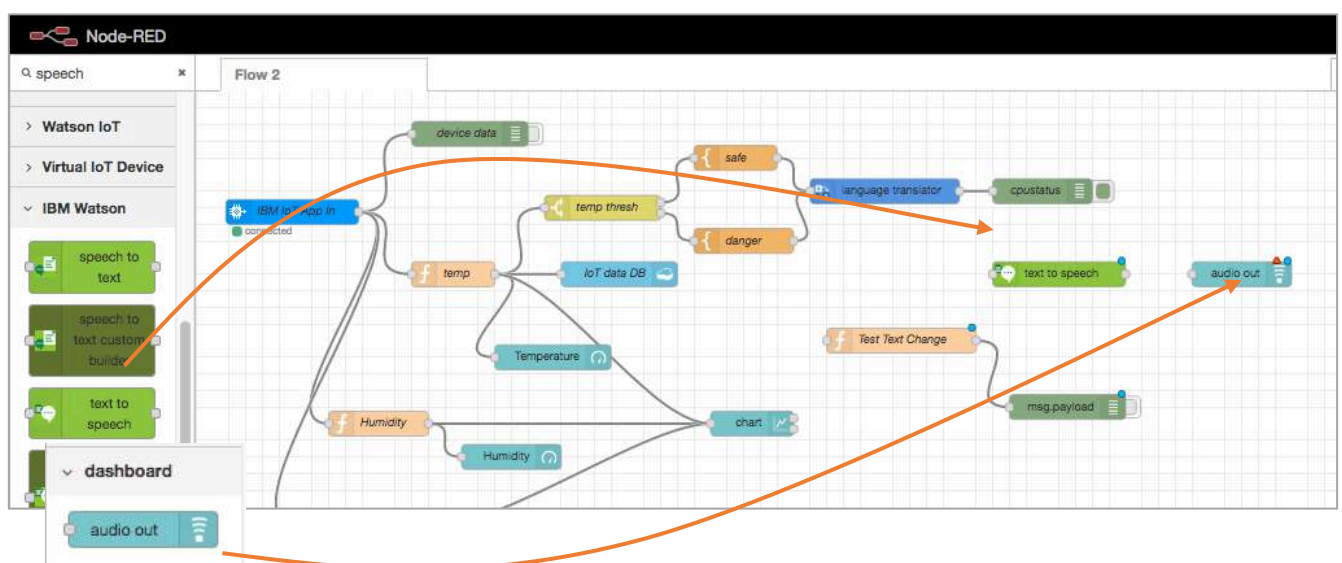 Node-RED
speech
×
Flow 2
Watson IoT
Virtual IoT Device
IBM Watson
speech to
text
speech to
text custom
builder
text to
speech
dashboard
audio out
device data
safe
language translator
cpustatus
IBM IoT App In
connected
temp thresh
danger
f temp
IoT data DB
text to speech
audio out
f Test Text Change
Temperature
msg.payload
f Humidity
chart
Humidity